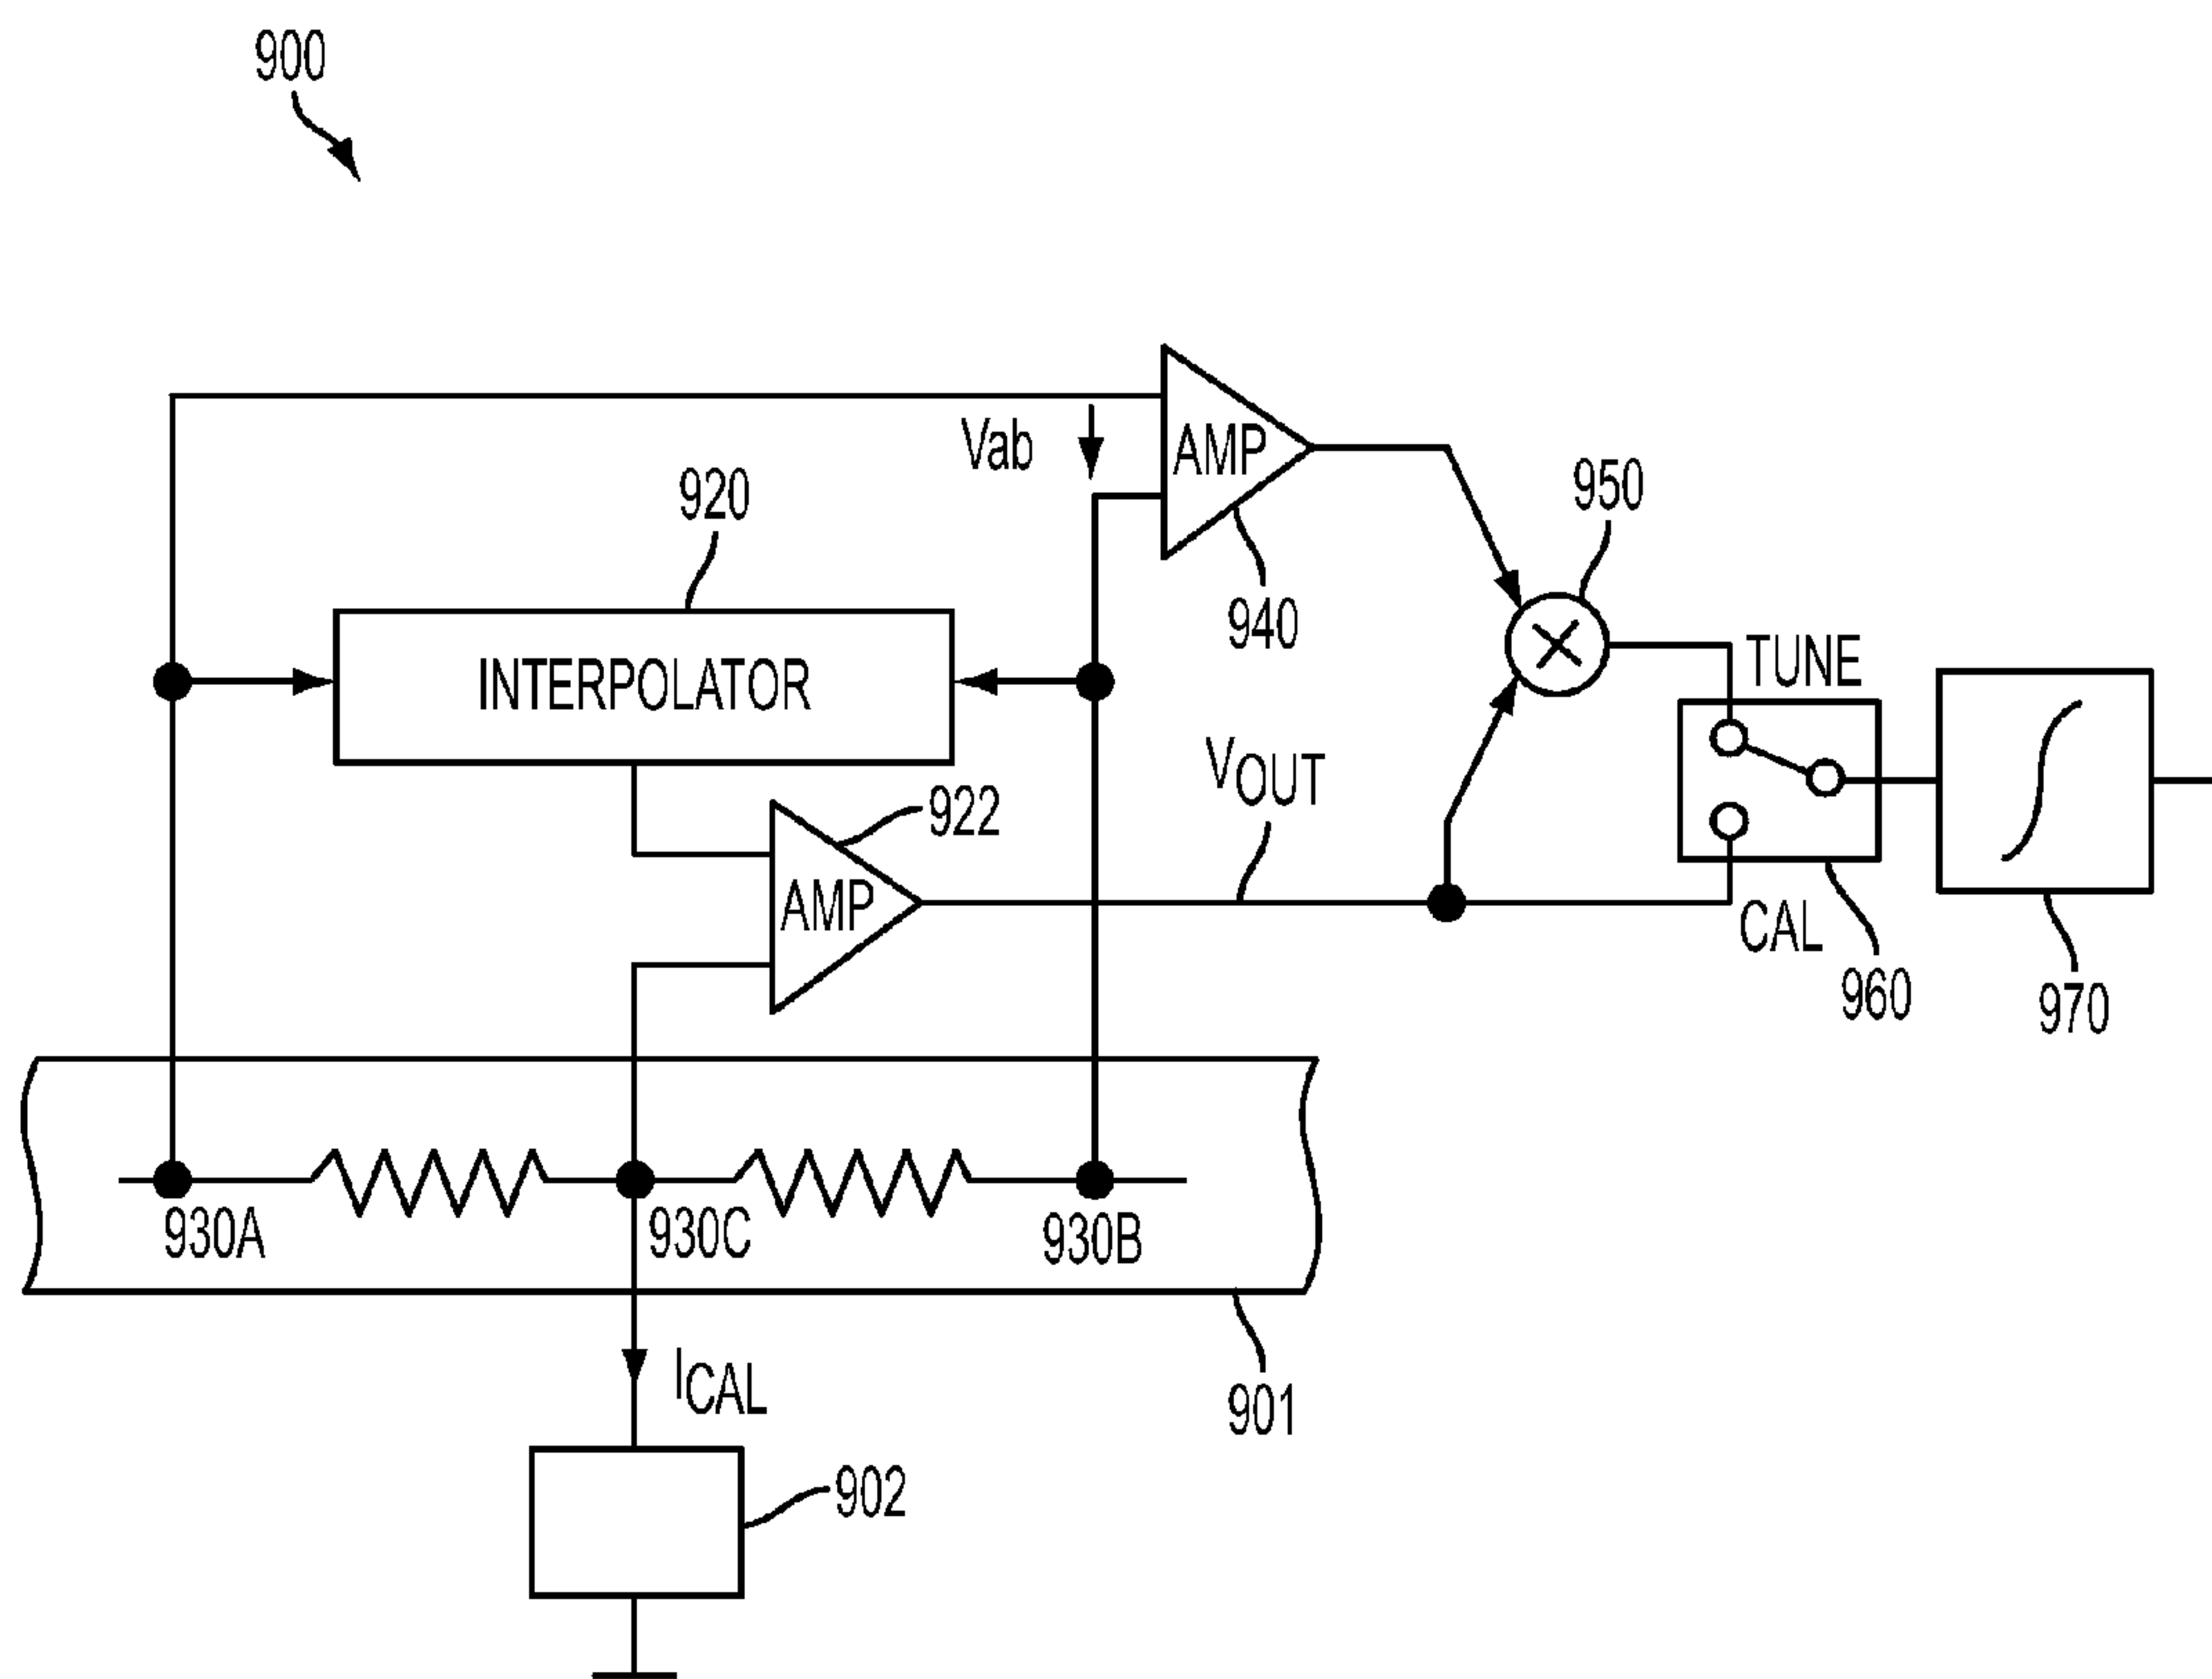 900
Vab
AMP
920
950
940
INTERPOLATOR
TUNE
VOUT
922
AMP
CAL
960
970
930A
930C
930B
ICAL
901
902